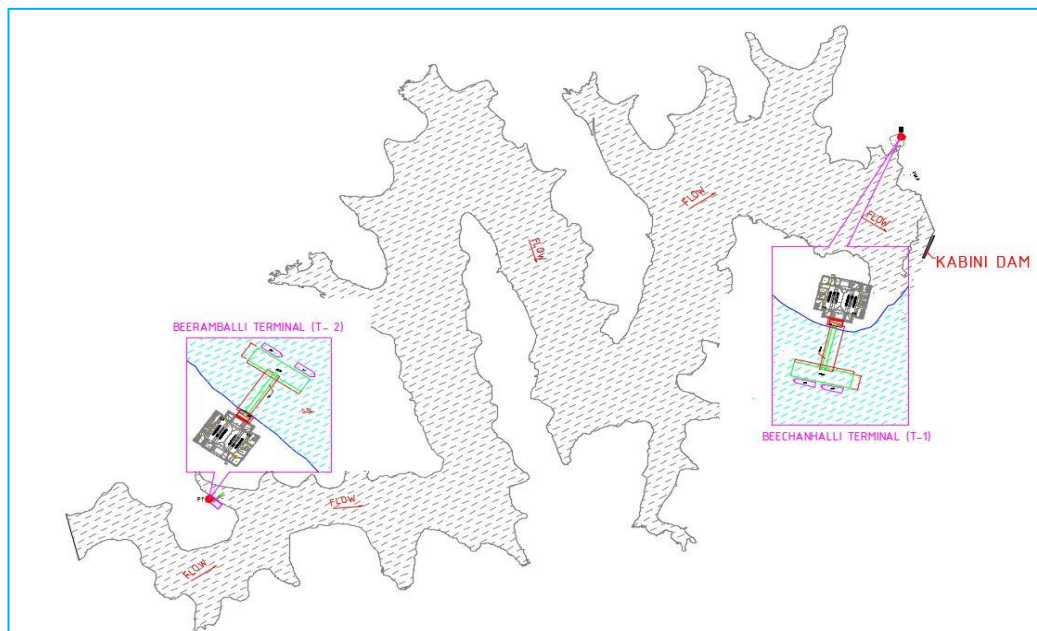 FLOW
FLOW
FLOW
KABINI DAM
BEERAMBALLI TERMINAL (T- 2)
BEECHANHALLI TERMINAL (T-1)
FLOW
FLOW